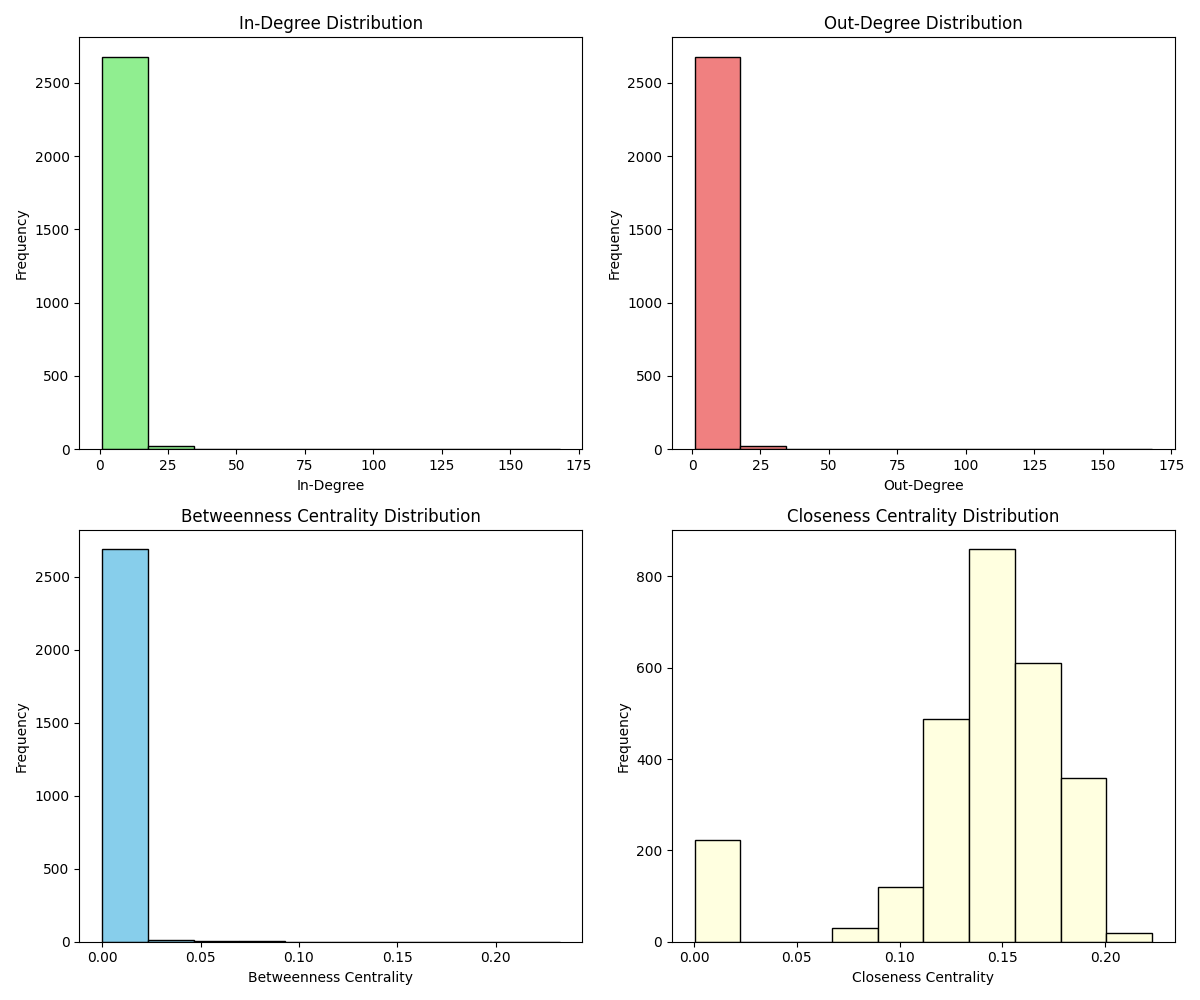 In-Degree Distribution
Frequency
2500
2000
1500
1000
500
0
0 25 50 75 100 125 150 175
In-Degree
Out-Degree Distribution
Frequency
2500
2000
1500
1000
500
0
0 25 50 75 100 125 150 175
Out-Degree
Betweenness Centrality Distribution
Frequency
2500
2000
1500
1000
500
0
0.00 0.05 0.10 0.15 0.20
Betweenness Centrality
Closeness Centrality Distribution
Frequency
800
600
400
200
0
0.00 0.05 0.10 0.15 0.20
Closeness Centrality